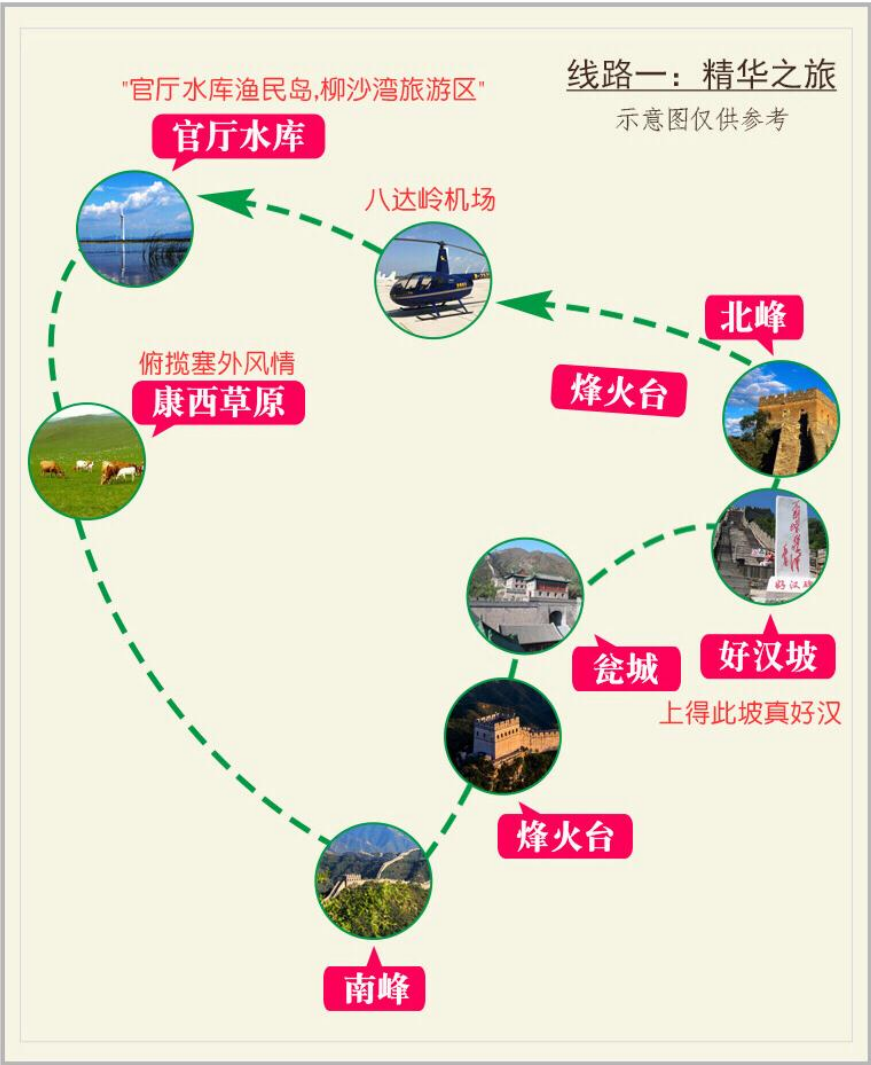 线路一：精华之旅
示意图仅供参考
"官厅水库渔民岛,柳沙湾旅游区"
官厅水库
八达岭机场
北峰
烽火台
俯揽塞外风情
康西草原
好汉坡
瓮城
上得此坡真好汉
烽火台
南峰